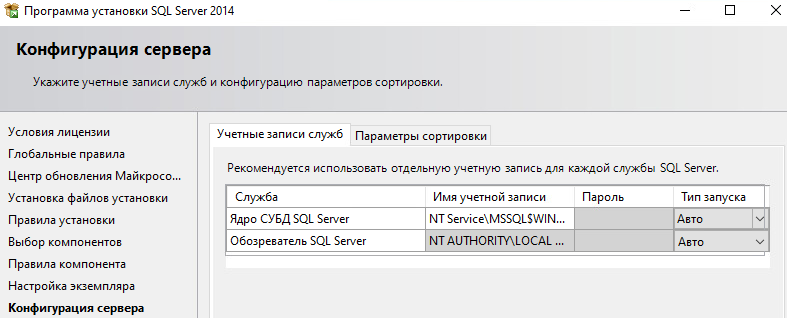 Программа установки SQL Server 2014
Конфигурация сервера
Укажите учетные записи служб и конфигурацию параметров сортировки.
Условия лицензии
Глобальные правила
Центр обновления Майкросо...
Установка файлов установки
Правила установки
Выбор компонентов
Правила компонента
Настройка экземпляра
Конфигурация сервера
Учетные записи служб Параметры сортировки
Рекомендуется использовать отдельную учетную запись для каждой службы SQL Server.
Служба Имя учетной записи Пароль Тип запуска
Ядро СУБД SQL Server NT Service\MSSQL$WIN... Авто
Обозреватель SQL Server NT AUTHORITY\LOCAL ... Авто